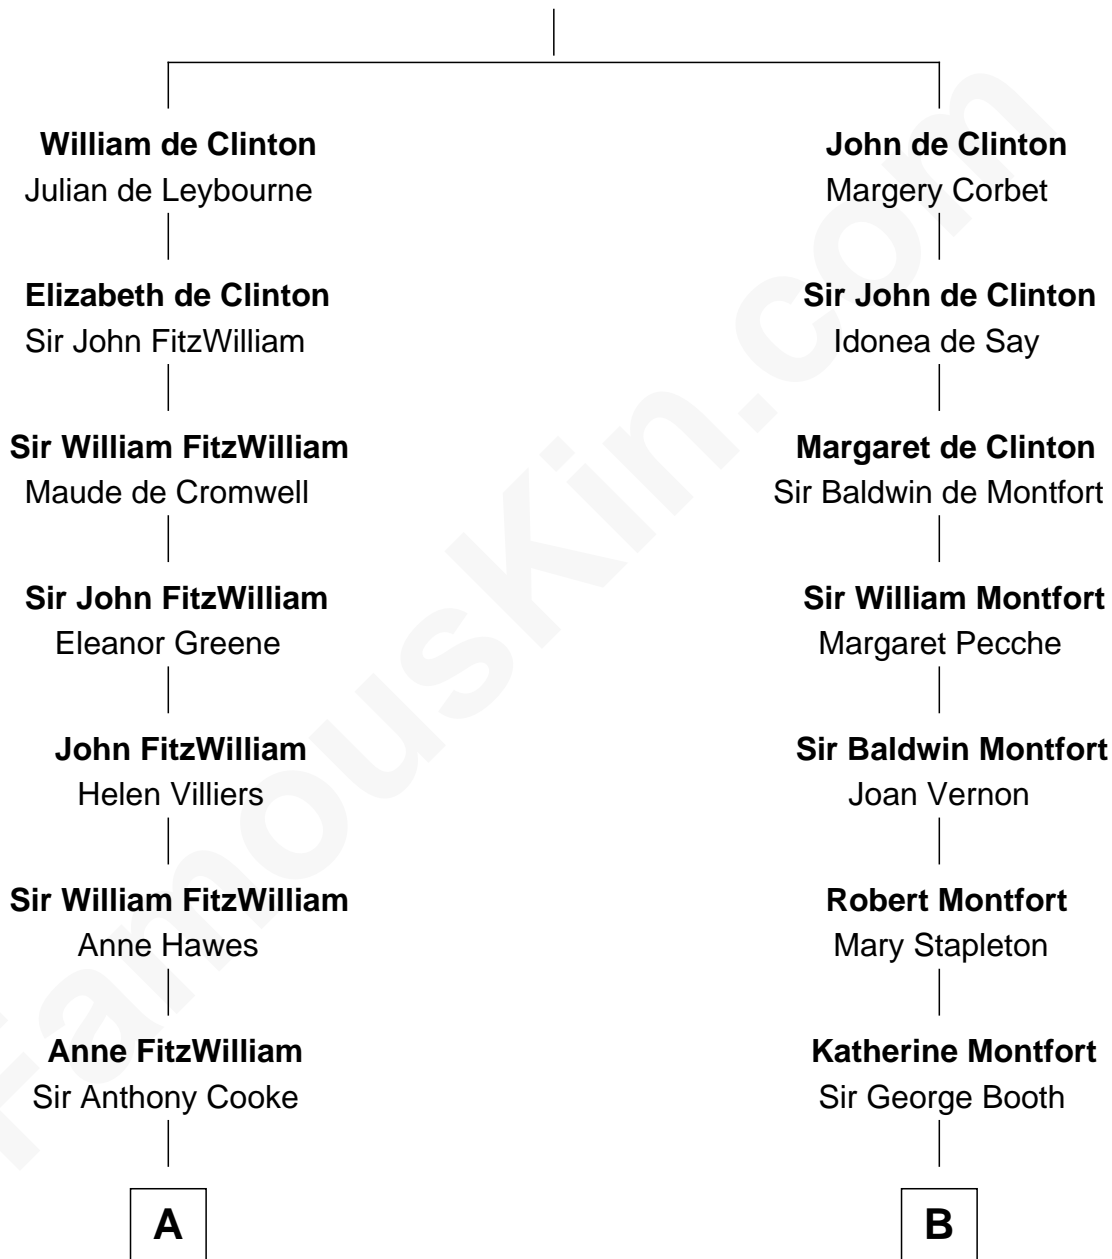 William de Clinton
Julian de Leybourne
Elizabeth de Clinton
Sir John FitzWilliam
Sir William FitzWilliam
Maude de Cromwell
Sir John FitzWilliam
Eleanor Greene
John FitzWilliam
Helen Villiers
Sir William FitzWilliam
Anne Hawes
Anne FitzWilliam
Sir Anthony Cooke
A
John de Clinton
Margery Corbet
Sir John de Clinton
Idonea de Say
Margaret de Clinton
Sir Baldwin de Montfort
Sir William Montfort
Margaret Pecche
Sir Baldwin Montfort
Joan Vernon
Robert Montfort
Mary Stapleton
Katherine Montfort
Sir George Booth
B
FamousKin.com